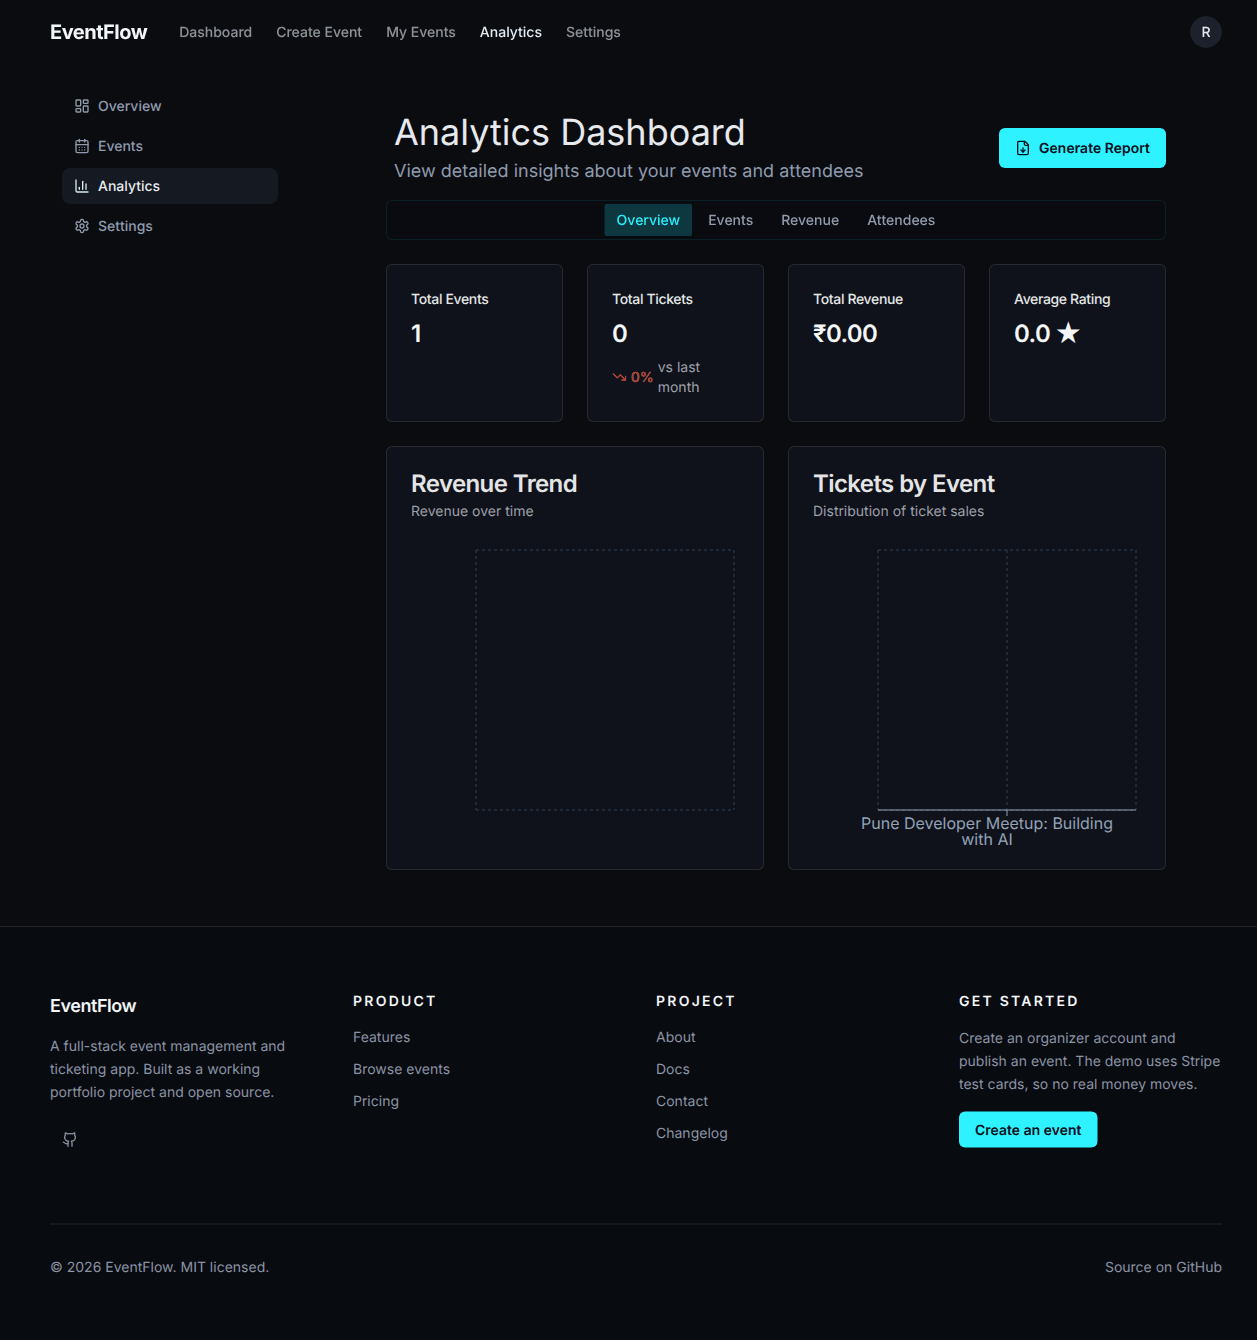 EventFlow
Dashboard
Create Event
My Events
Analytics
Settings
R
Overview
Events
Analytics
Settings
Analytics Dashboard
View detailed insights about your events and attendees
Generate Report
Overview
Events
Revenue
Attendees
Total Events
1
Total Tickets
0
0%
vs last
month
Total Revenue
₹0.00
Average Rating
0.0 ★
Revenue Trend
Revenue over time
Tickets by Event
Distribution of ticket sales
Pune Developer Meetup: Building
with AI
EventFlow
A full-stack event management and
ticketing app. Built as a working
portfolio project and open source.
PRODUCT
Features
Browse events
Pricing
PROJECT
About
Docs
Contact
Changelog
GET STARTED
Create an organizer account and
publish an event. The demo uses Stripe
test cards, so no real money moves.
Create an event
© 2026 EventFlow. MIT licensed.
Source on GitHub